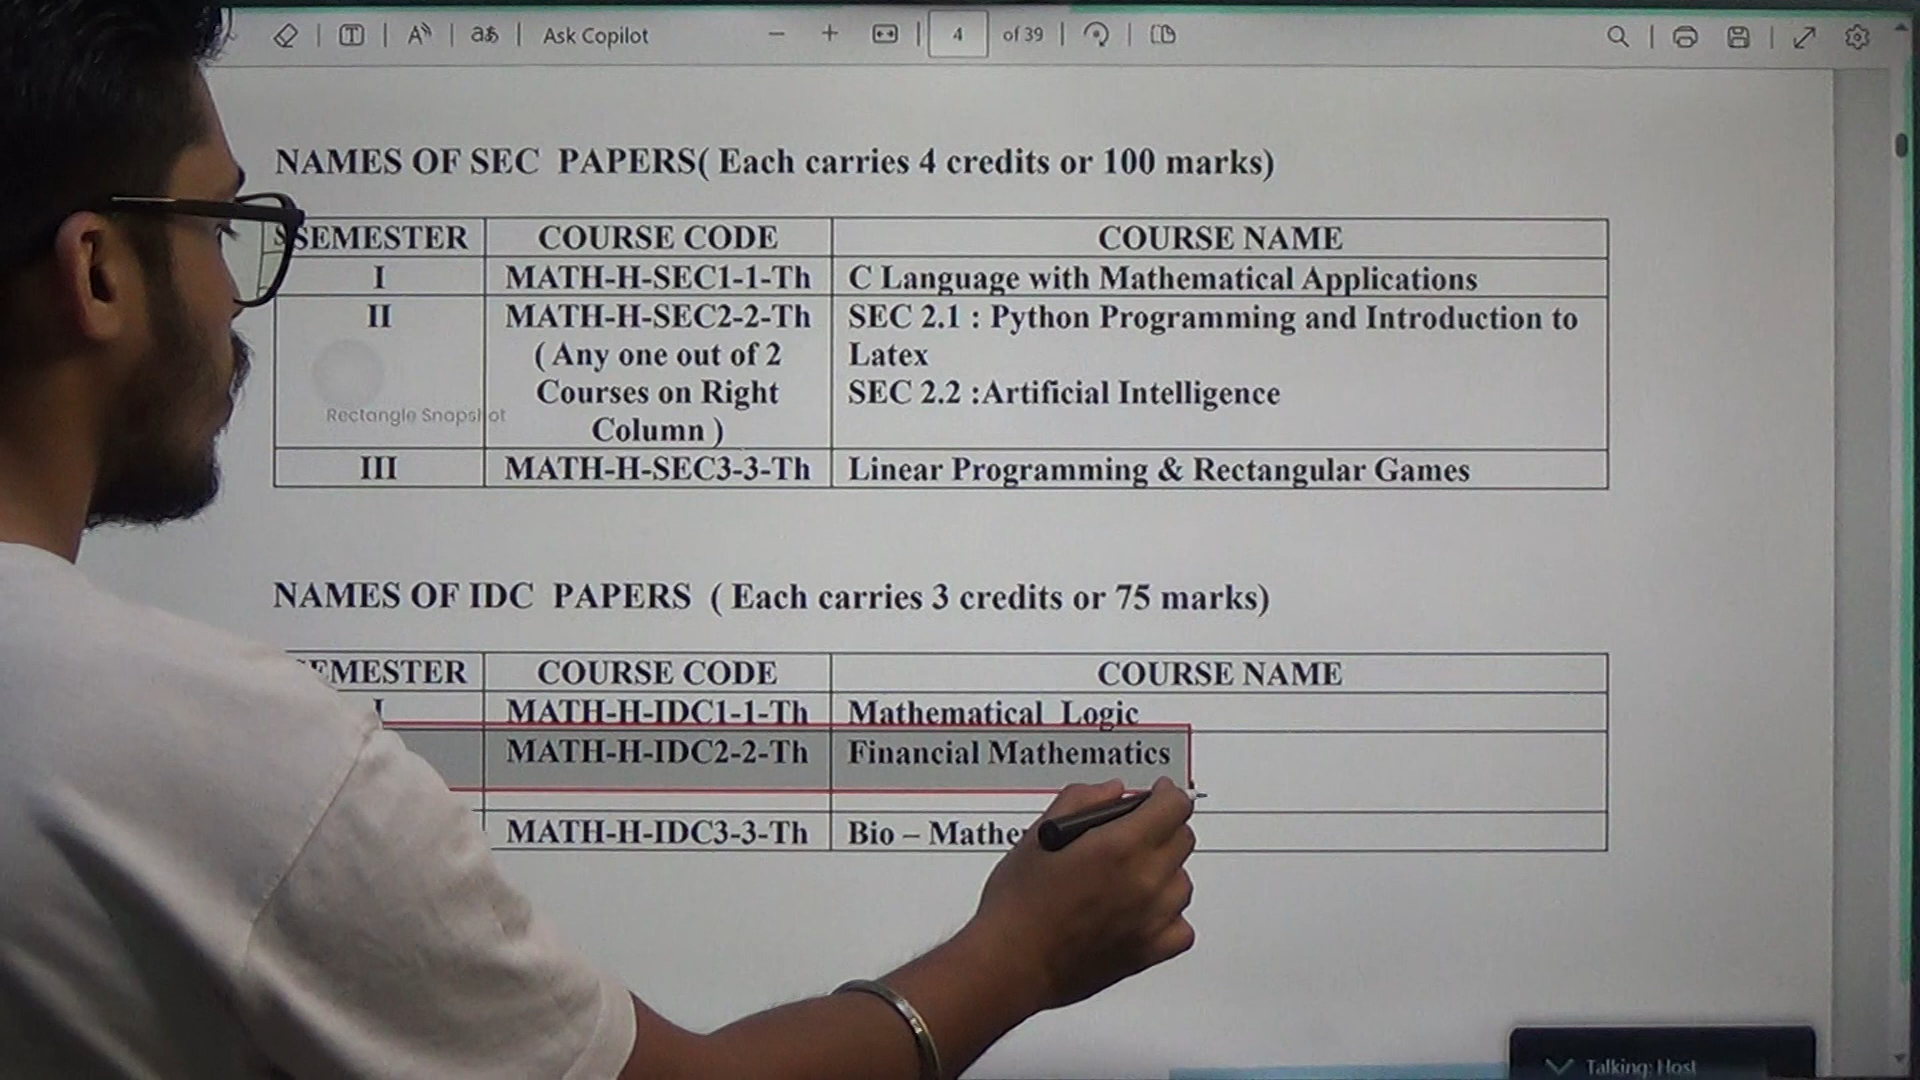 Ask Copilot
4 of 39
NAMES OF SEC PAPERS( Each carries 4 credits or 100 marks)
SEMESTER COURSE CODE COURSE NAME
I MATH-H-SEC1-1-Th C Language with Mathematical Applications
II MATH-H-SEC2-2-Th SEC 2.1 : Python Programming and Introduction to
( Any one out of 2 Latex
Courses on Right SEC 2.2 :Artificial Intelligence
Rectangle Snapshot
Column )
III MATH-H-SEC3-3-Th Linear Programming & Rectangular Games
NAMES OF IDC PAPERS ( Each carries 3 credits or 75 marks)
EMESTER COURSE CODE COURSE NAME
I MATH-H-IDC1-1-Th Mathematical Logic
MATH-H-IDC2-2-Th Financial Mathematics
MATH-H-IDC3-3-Th Bio – Mathe
Talking: Host